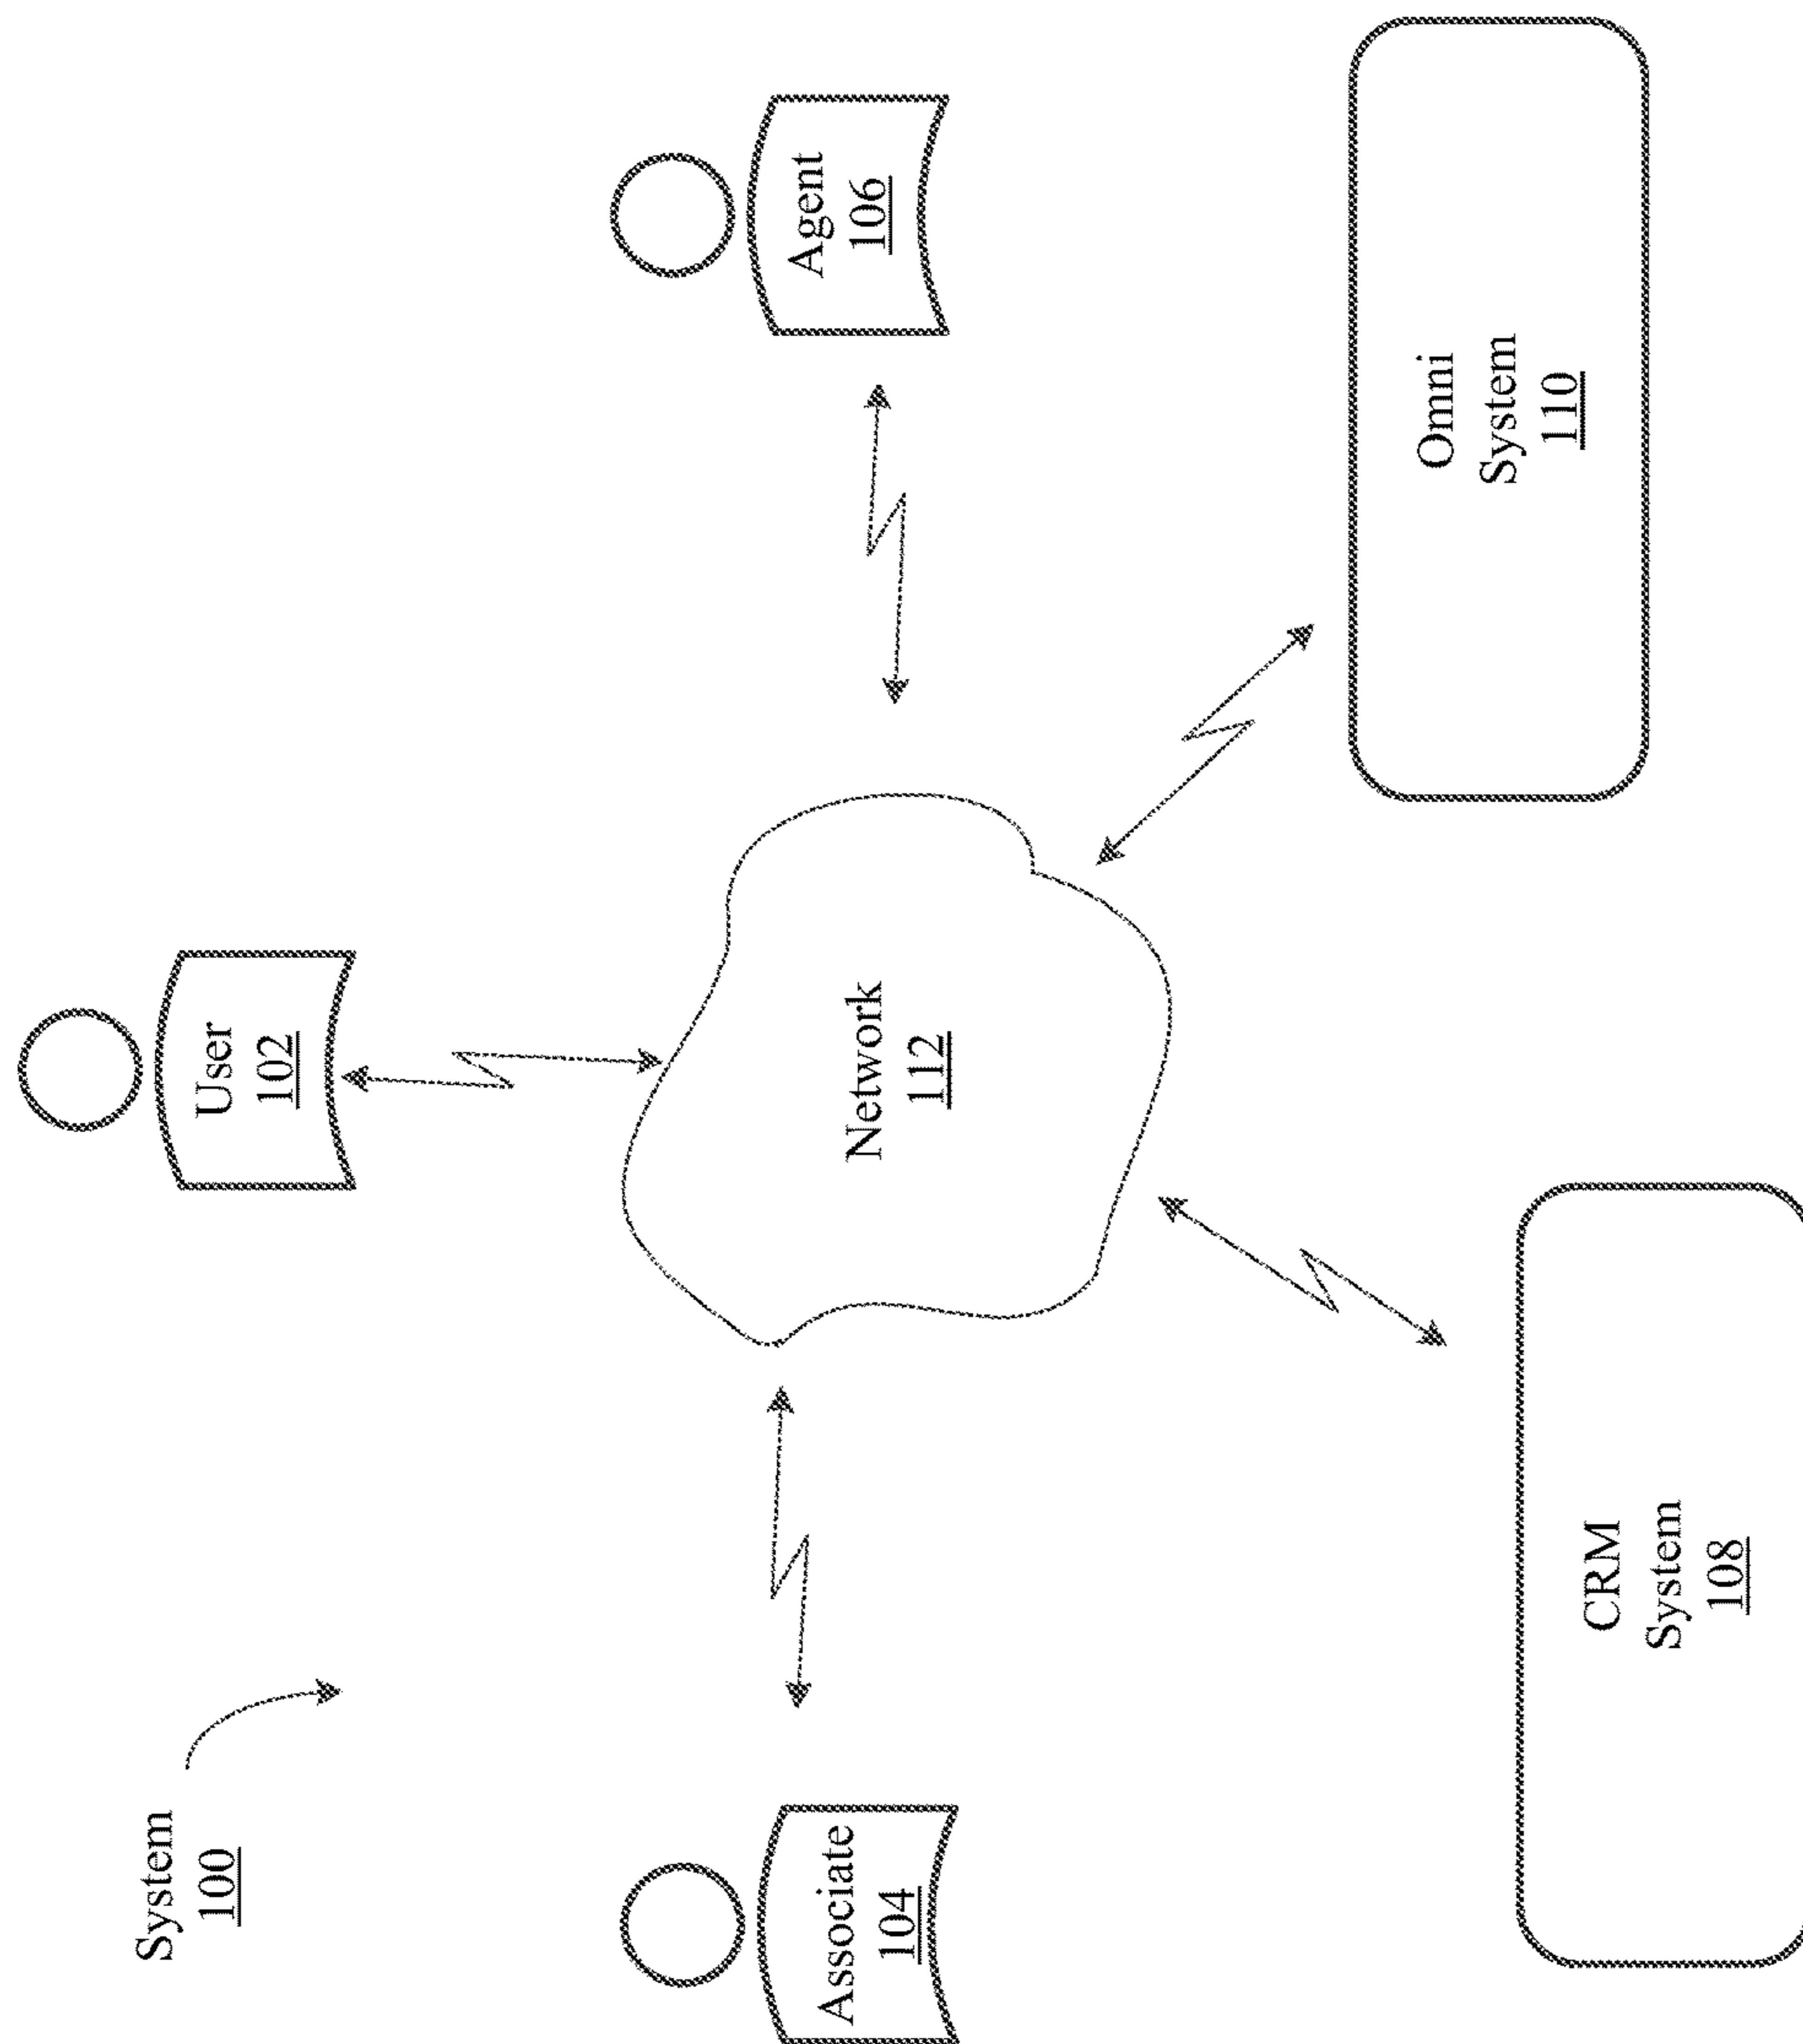 System
100
User
102
Associate
104
Agent
106
Network
112
CRM
System
108
Omni
System
110